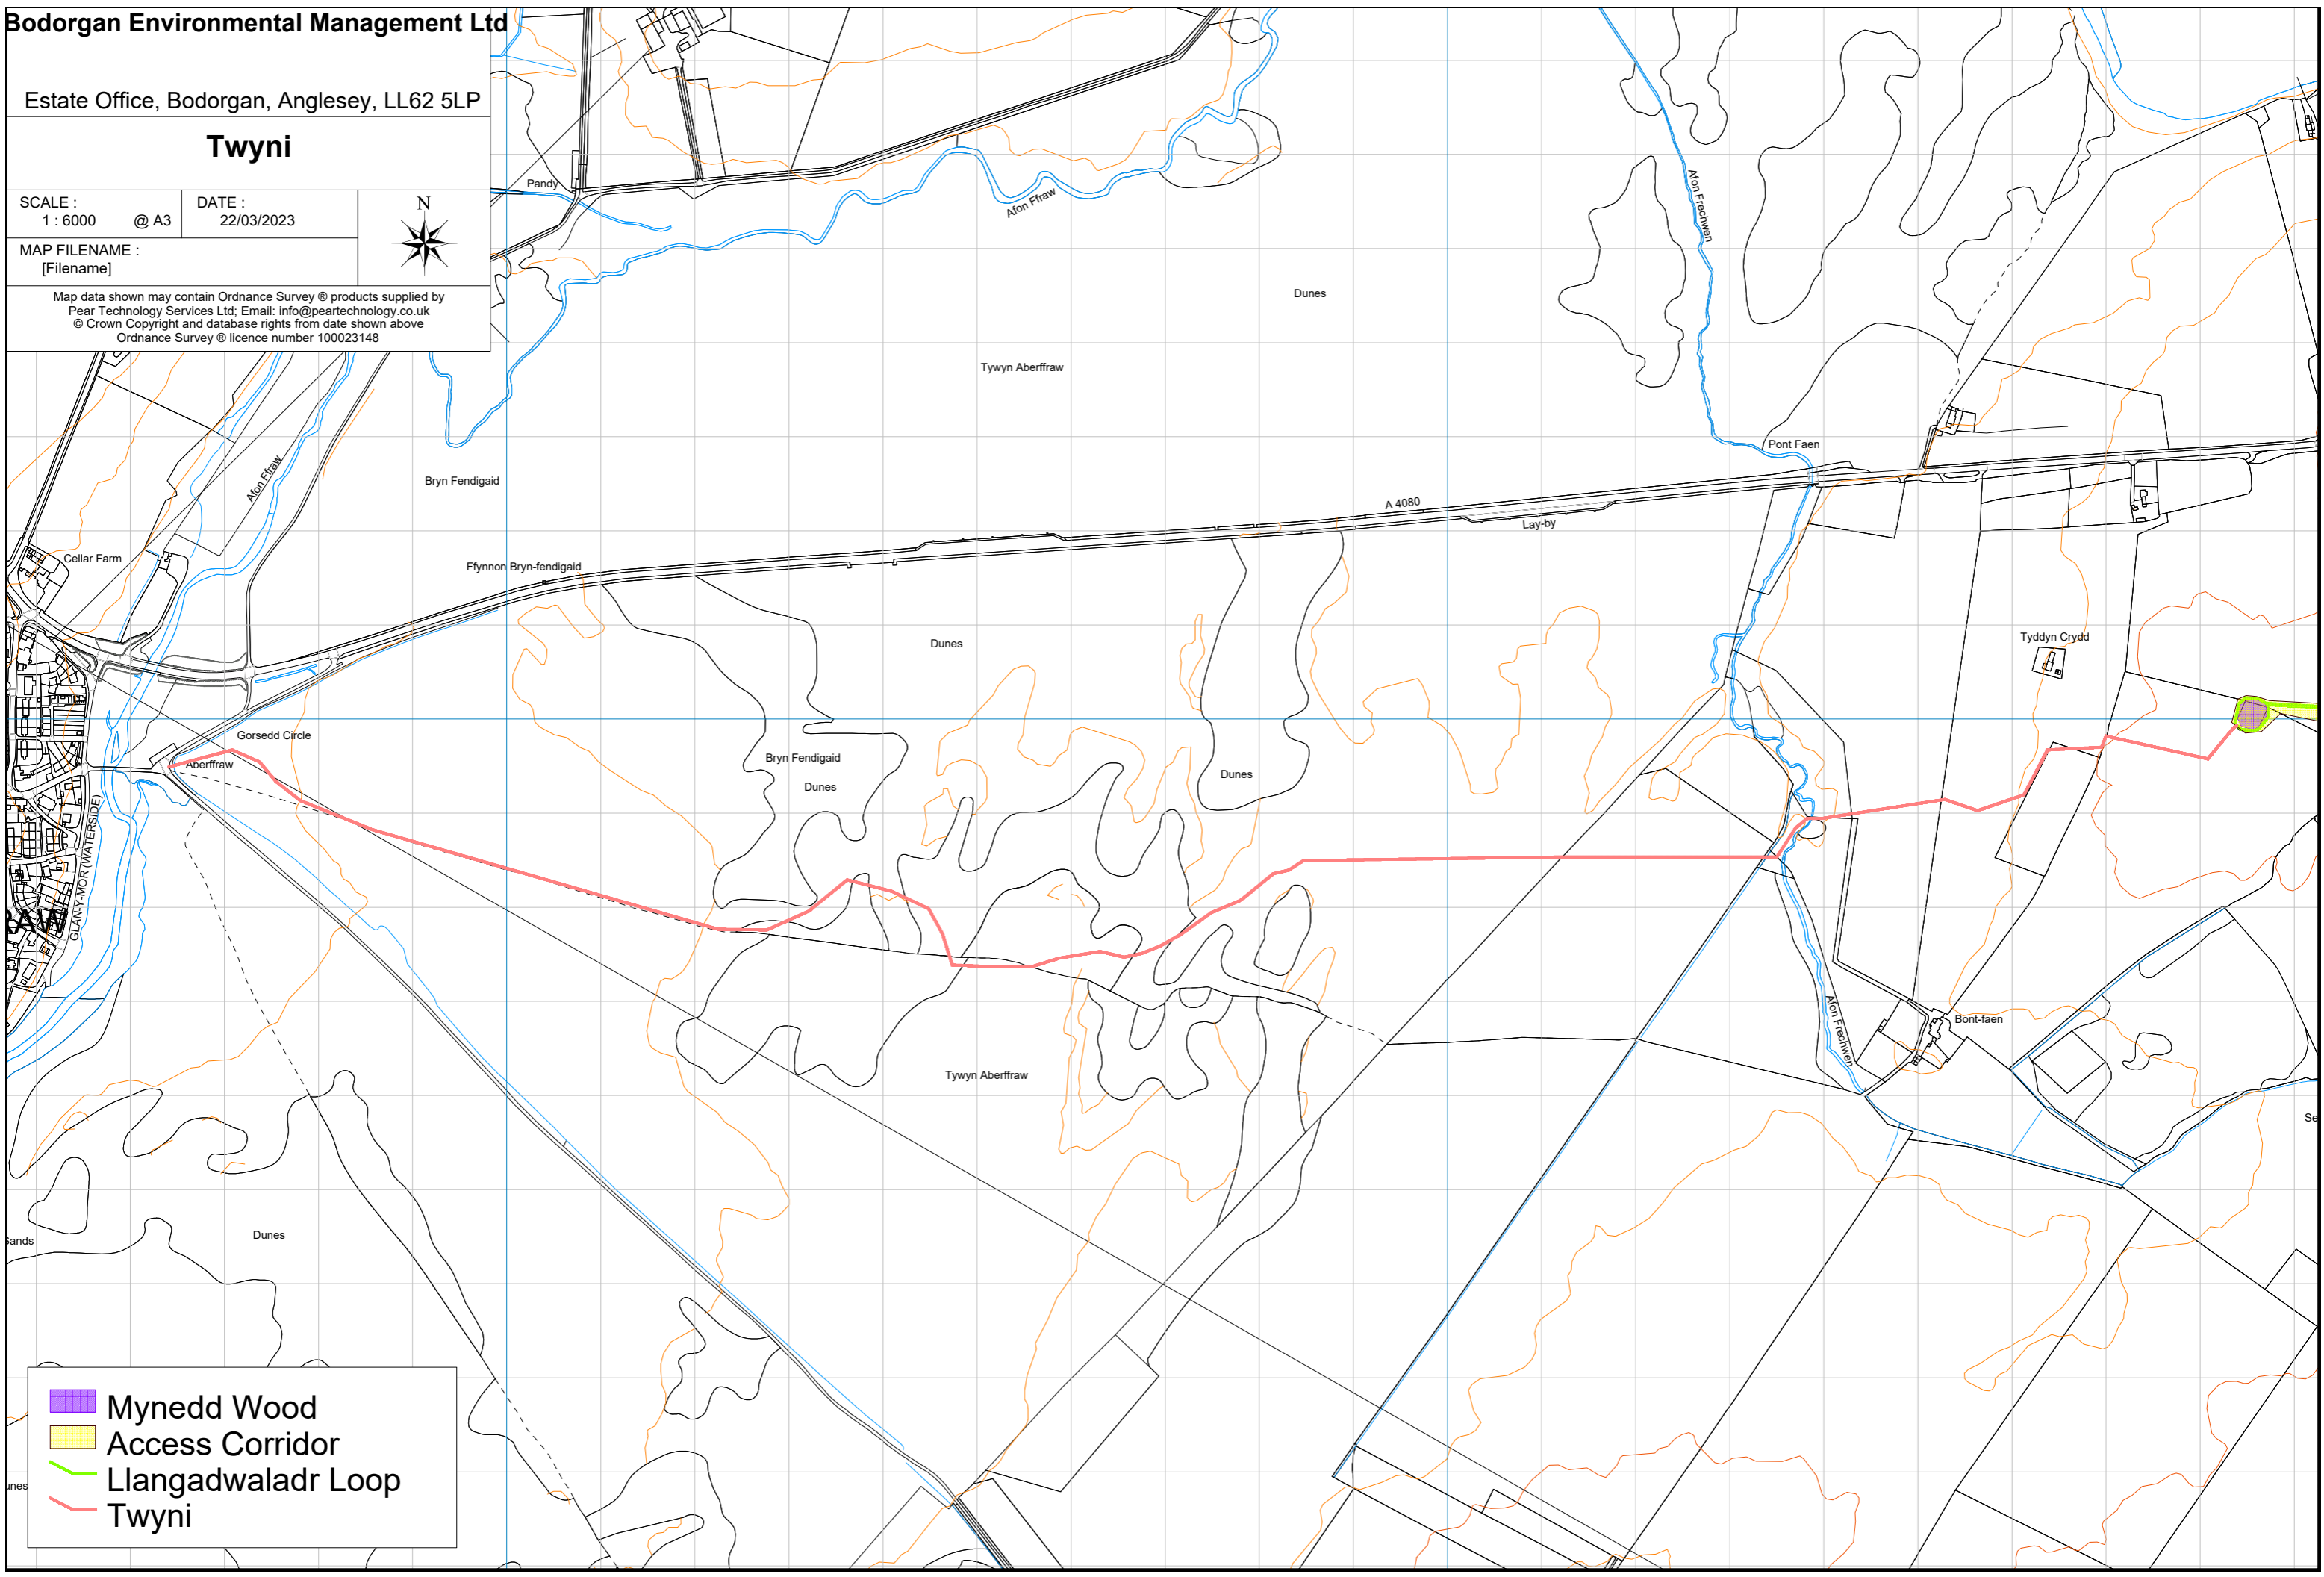 Bodorgan Environmental Management Ltd
Estate Office, Bodorgan, Anglesey, LL62 5LP
Twyni
SCALE :
1 : 6000 @ A3
DATE :
22/03/2023
N
MAP FILENAME :
[Filename]
Map data shown may contain Ordnance Survey ® products supplied by
Pear Technology Services Ltd; Email: info@peartechnology.co.uk
© Crown Copyright and database rights from date shown above
Ordnance Survey ® licence number 100023148
Pandy
Afon Ffraw
Afon Frechwen
Dunes
Tywyn Aberffraw
Pont Faen
Bryn Fendigaid
Afon Ffraw
A 4080
Lay-by
Cellar Farm
Ffynnon Bryn-fendigaid
Dunes
Tyddyn Crydd
Gorsedd Circle
Aberffraw
Bryn Fendigaid
Dunes
Dunes
GLAN-Y-MOR (WATERSIDE)
Afon Frechwen
Bont-faen
Tywyn Aberffraw
Se
Dunes
Sands
unes
Mynedd Wood
Access Corridor
Llangadwaladr Loop
Twyni